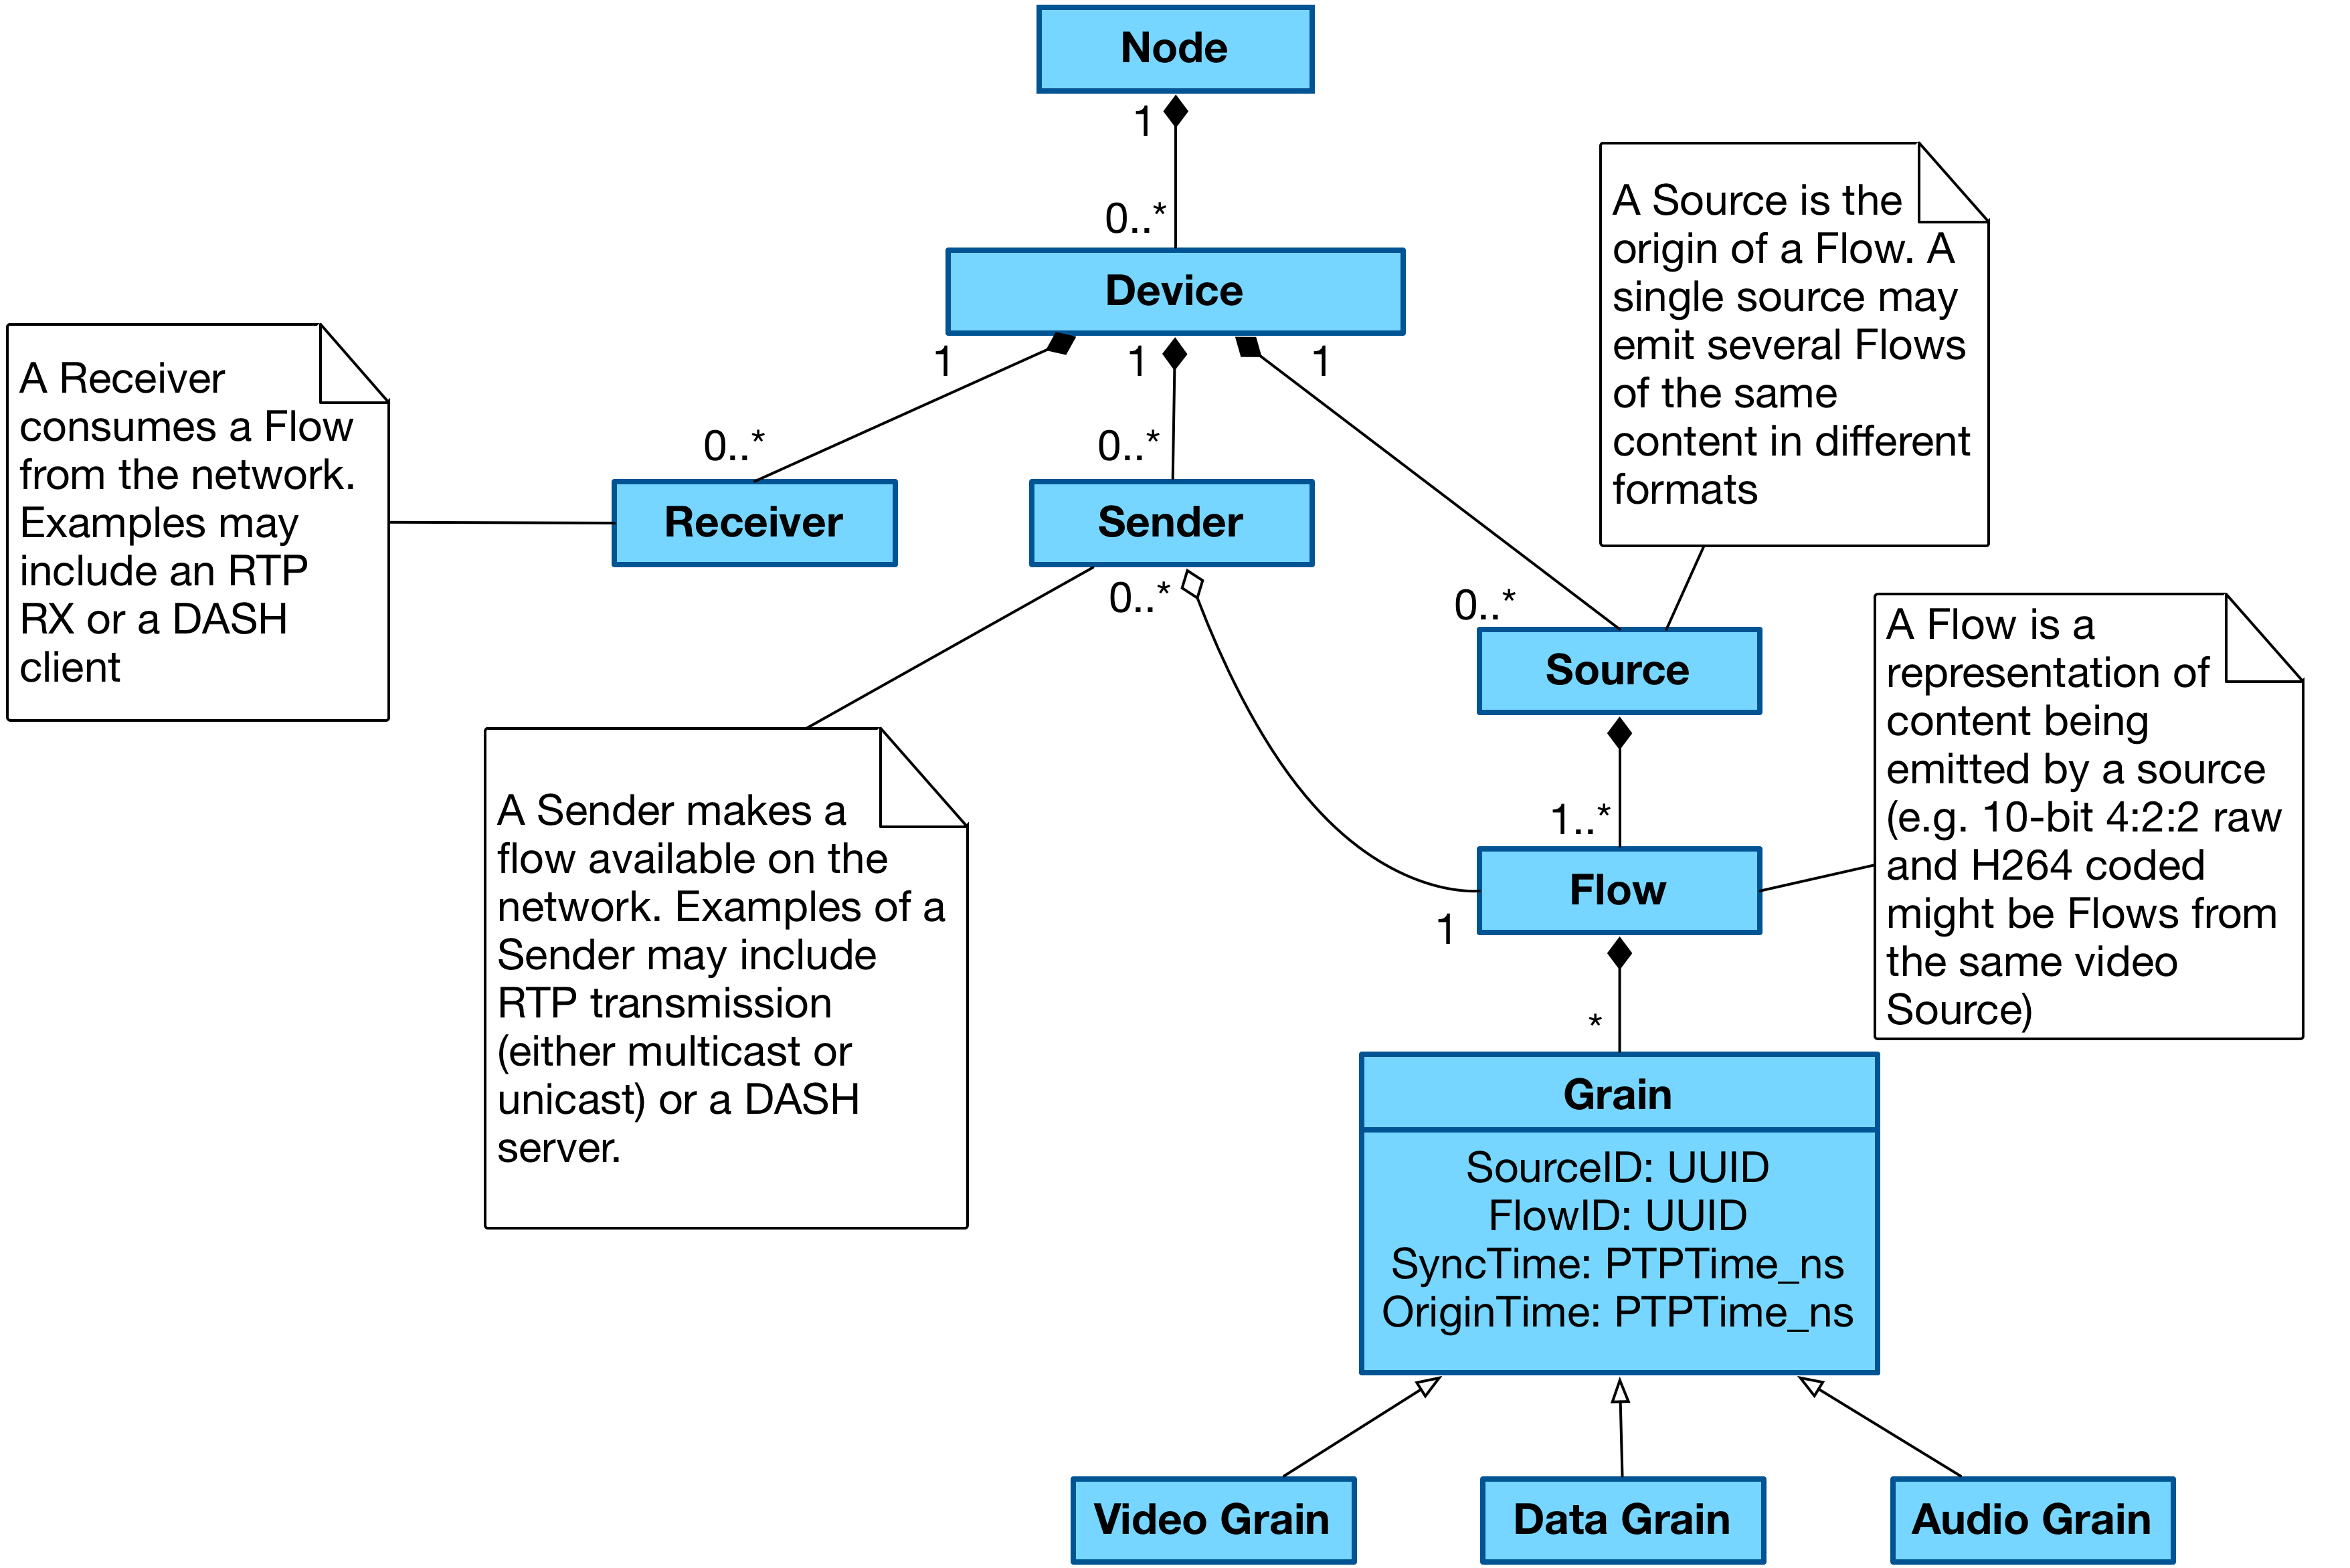 Node
1
0..*
Device
1
1
1
0..*
0..*
0..*
Receiver
Sender
Source
A Receiver
consumes a Flow
from the network.
Examples may
include an RTP
RX or a DASH
client
A Source is the
origin of a Flow. A
single source may
emit several Flows
of the same
content in different
formats
0..*
1
A Sender makes a
flow available on the
network. Examples of a
Sender may include
RTP transmission
(either multicast or
unicast) or a DASH
server.
1..*
Flow
A Flow is a
representation of
content being
emitted by a source
(e.g. 10-bit 4:2:2 raw
and H264 coded
might be Flows from
the same video
Source)
*
Grain
SourceID: UUID
FlowID: UUID
SyncTime: PTPTime_ns
OriginTime: PTPTime_ns
Video Grain
Data Grain
Audio Grain